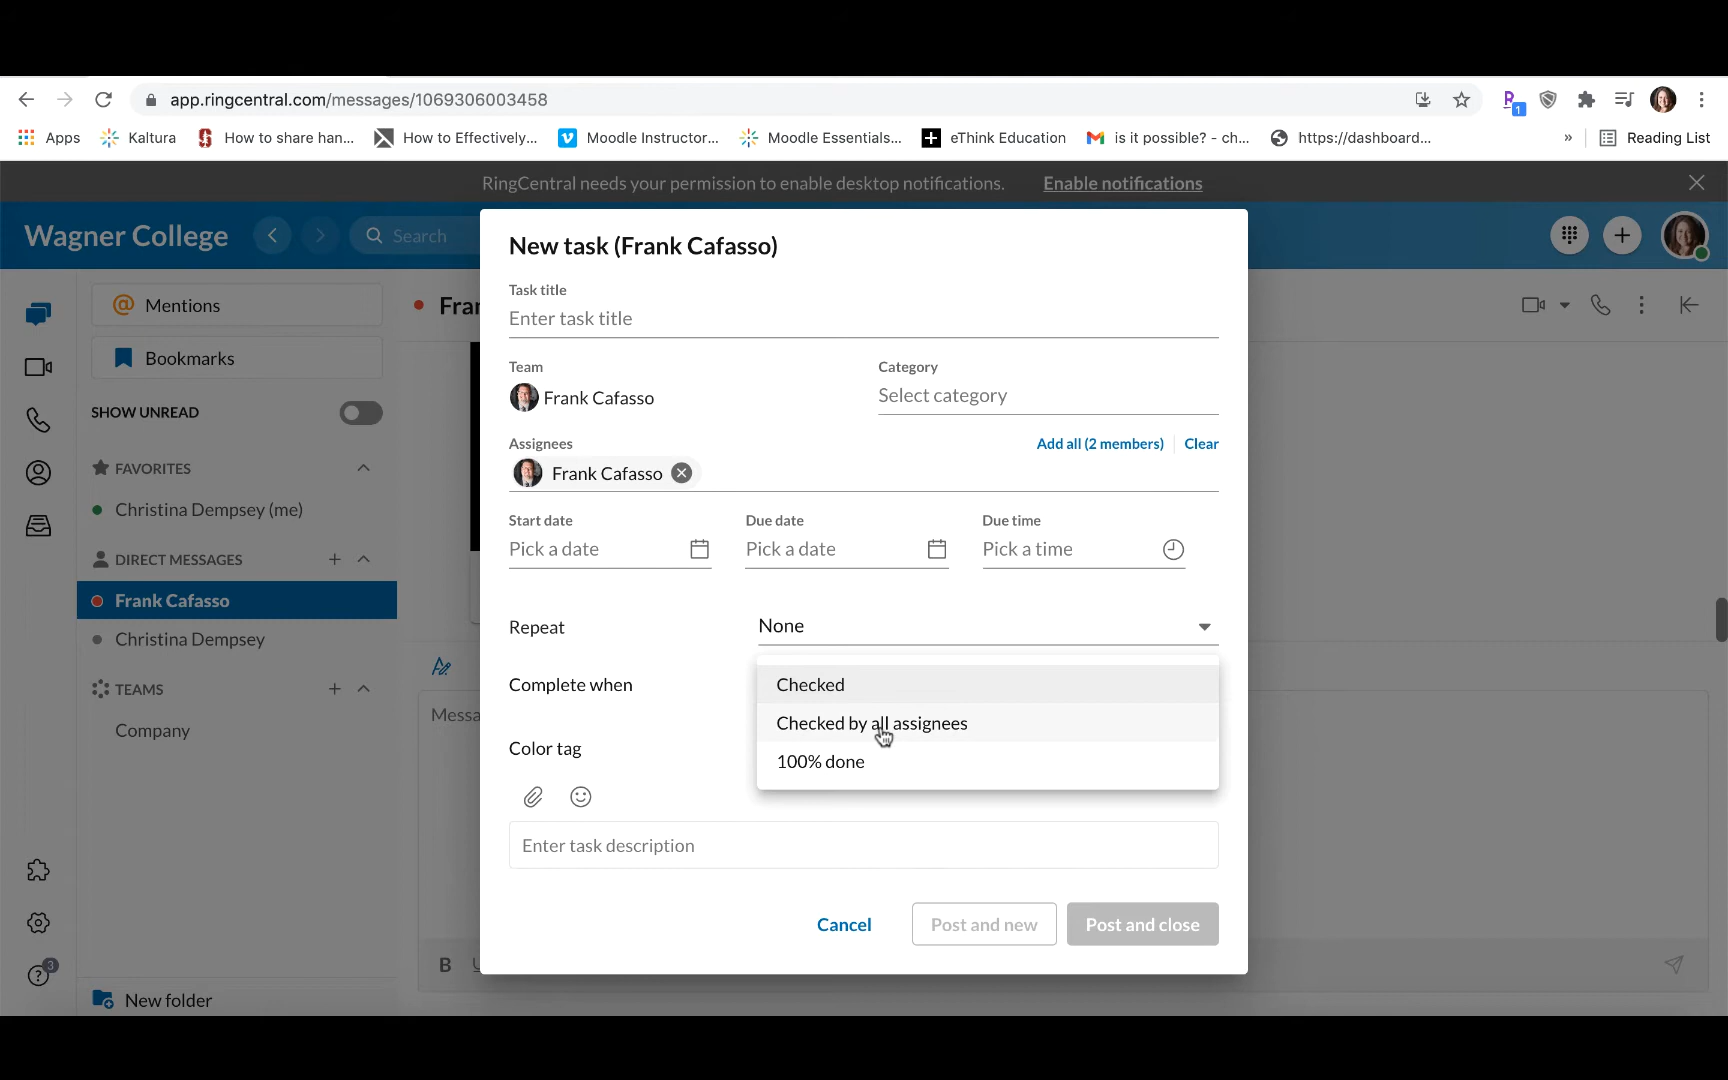 app.ringcentral.com/messages/1069306003458
1
Apps
Kaltura
How to share han...
How to Effectively...
Moodle Instructor...
Moodle Essentials...
eThink Education
is it possible? - ch...
https://dashboard...
»
Reading List
RingCentral needs your permission to enable desktop notifications.
Enable notifications
Wagner College
Search
Mentions
Bookmarks
SHOW UNREAD
FAVORITES
Christina Dempsey (me)
DIRECT MESSAGES
Frank Cafasso
Christina Dempsey
TEAMS
Company
New folder
3
Fran
Messa
B
New task (Frank Cafasso)
Task title
Enter task title
Team
Frank Cafasso
Category
Select category
Assignees
Add all (2 members)
Clear
Frank Cafasso
Start date
Due date
Due time
Pick a date
Pick a date
Pick a time
Repeat
None
Complete when
Checked
Checked by all assignees
100% done
Color tag
Enter task description
Cancel
Post and new
Post and close